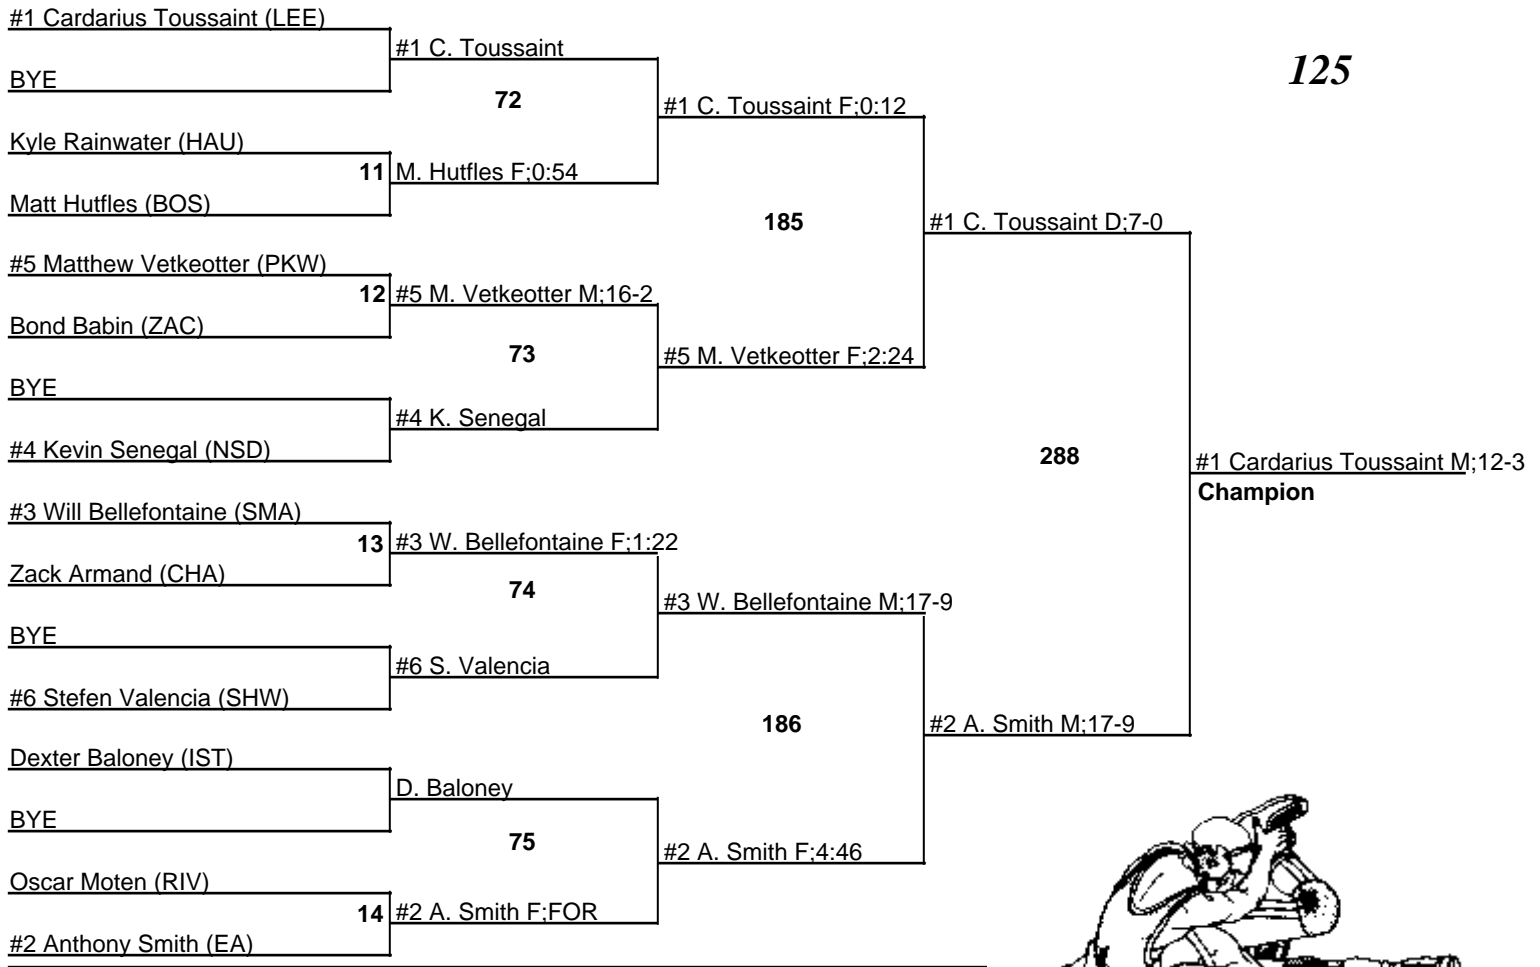 #1 Cardarius Toussaint (LEE)
#1 C. Toussaint
125
BYE
72
#1 C. Toussaint F;0:12
Kyle Rainwater (HAU)
11 M. Hutfles F;0:54
Matt Hutfles (BOS)
185
#1 C. Toussaint D;7-0
#5 Matthew Vetkeotter (PKW)
12 #5 M. Vetkeotter M;16-2
Bond Babin (ZAC)
73
#5 M. Vetkeotter F;2:24
BYE
#4 K. Senegal
#4 Kevin Senegal (NSD)
288
#1 Cardarius Toussaint M;12-3
Champion
#3 Will Bellefontaine (SMA)
13 #3 W. Bellefontaine F;1:22
Zack Armand (CHA)
74
#3 W. Bellefontaine M;17-9
BYE
#6 S. Valencia
#6 Stefen Valencia (SHW)
186
#2 A. Smith M;17-9
Dexter Baloney (IST)
D. Baloney
BYE
75
#2 A. Smith F;4:46
Oscar Moten (RIV)
14 #2 A. Smith F;FOR
#2 Anthony Smith (EA)